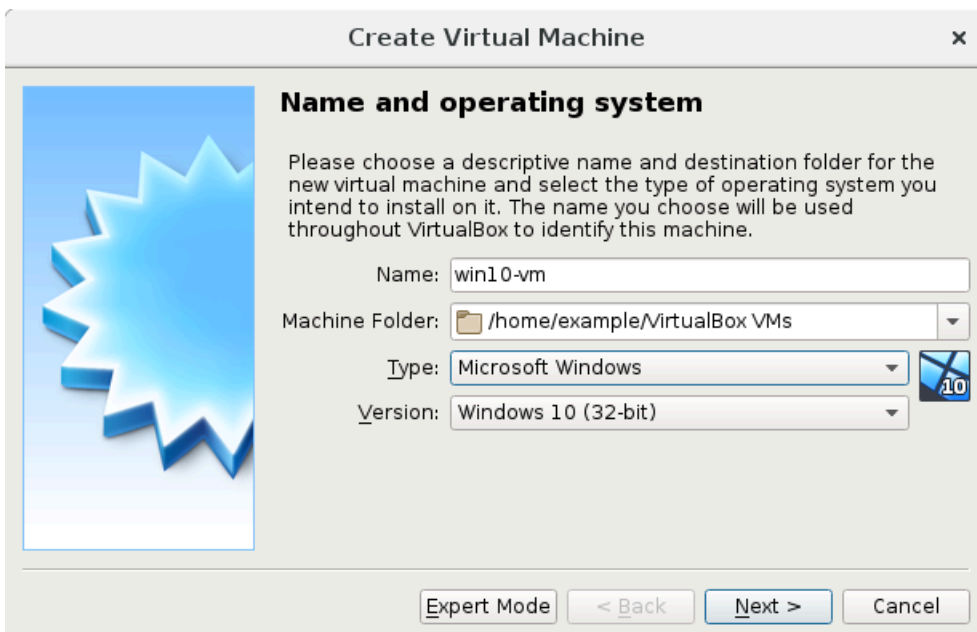 Create Virtual Machine ×
Name and operating system
Please choose a descriptive name and destination folder for the
new virtual machine and select the type of operating system you
intend to install on it. The name you choose will be used
throughout VirtualBox to identify this machine.
Name: win10-vm
Machine Folder: /home/example/VirtualBox VMs
Type: Microsoft Windows
10
Version: Windows 10 (32-bit)
Expert Mode < Back Next > Cancel